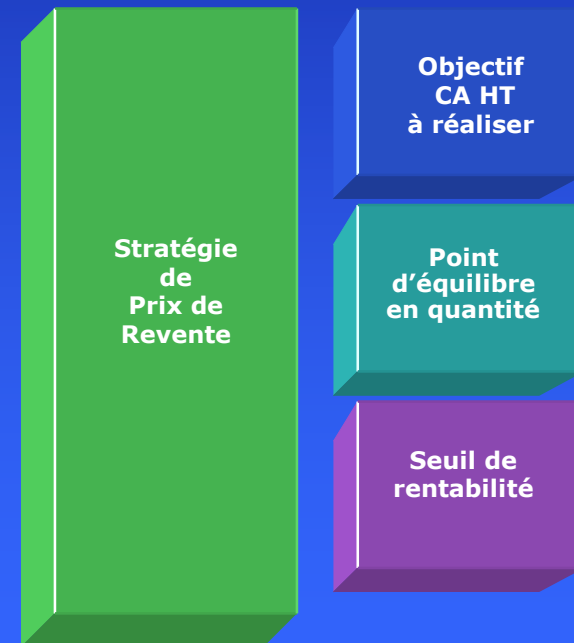 Stratégie
de
Prix de
Revente
Objectif
CA HT
à réaliser
Point
d’équilibre
en quantité
Seuil de
rentabilité